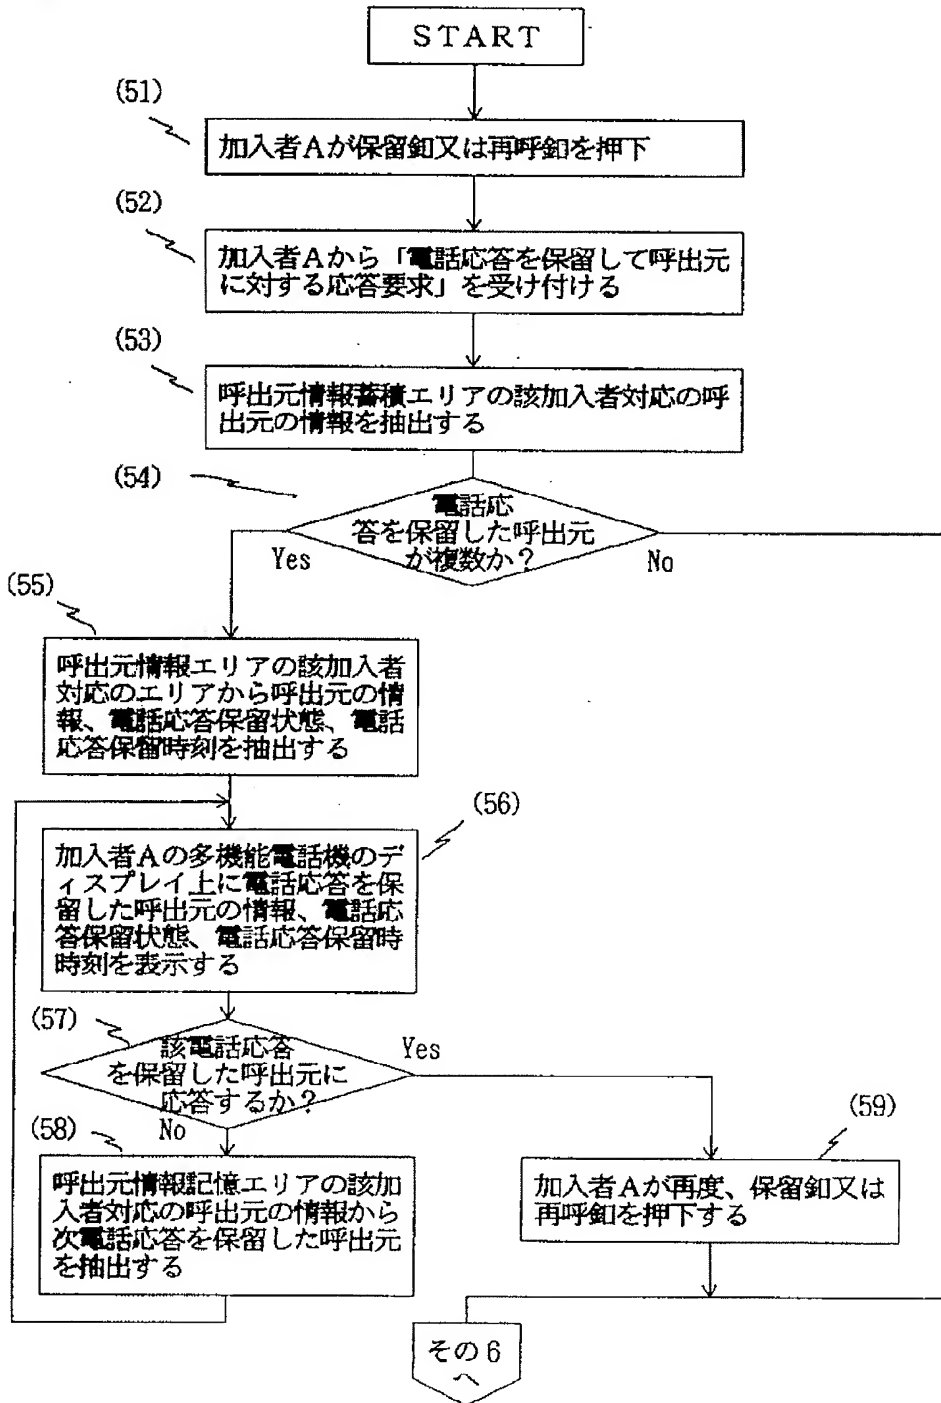 START
(51)
加入者Aが保留釦又は再呼釦を押下
(52)
加入者Aから「電話応答を保留して呼出元
に対する応答要求」を受け付ける
(53)
呼出元情報蓄積エリアの該加入者対応の呼
出元の情報を抽出する
(54)
電話応
答を保留した呼出元
が複数か?
Yes
No
(55)
呼出元情報エリアの該加入者
対応のエリアから呼出元の情
報、電話応答保留状態、電話
応答保留時刻を抽出する
(56)
加入者Aの多機能電話機のデ
ィスプレイ上に電話応答を保
留した呼出元の情報、電話応
答保留状態、電話応答保留時
時刻を表示する
(57)
該電話応答
を保留した呼出元に
応答するか?
Yes
No
(58)
呼出元情報記憶エリアの該加
入者対応の呼出元の情報から
次電話応答を保留した呼出元
を抽出する
(59)
加入者Aが再度、保留釦又は
再呼釦を押下する
その6
へ